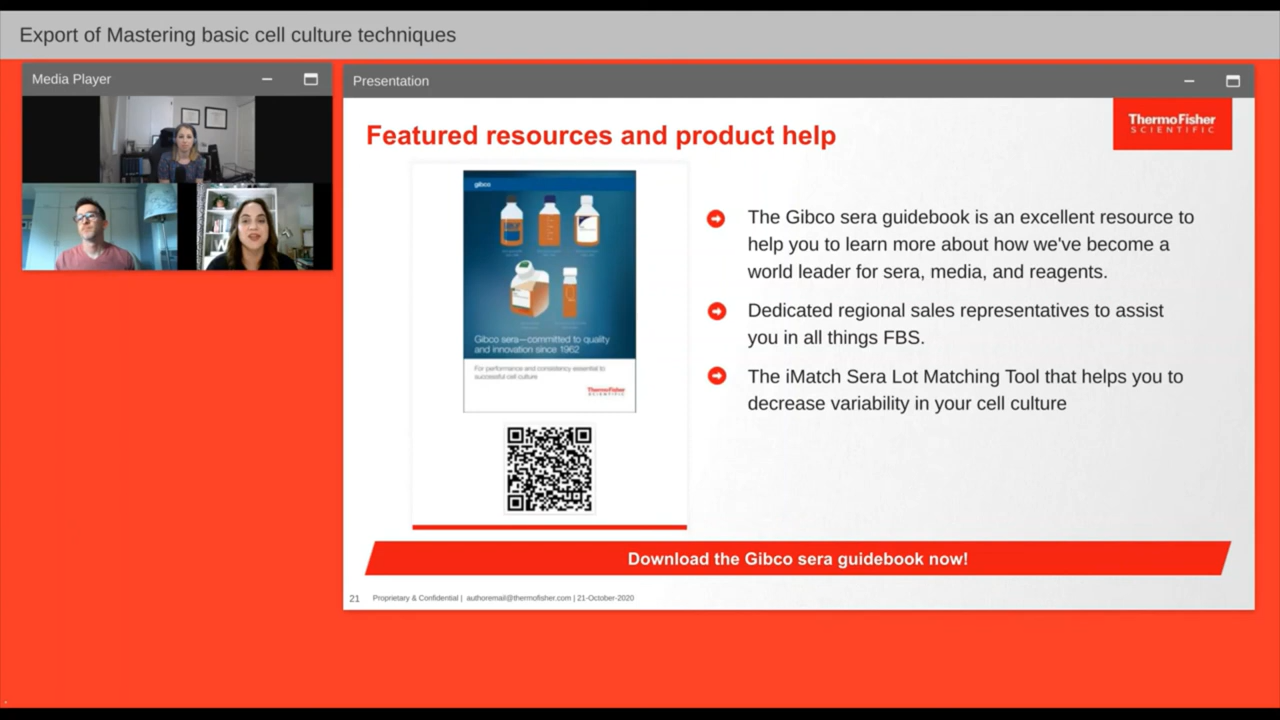 Export of Mastering basic cell culture techniques
Media Player
Presentation
ThermoFisher
SCIENTIFIC
Featured resources and product help
gibco
Gibco sera—committed to quality
and innovation since 1962
For performance and consistency essential to
successful cell culture
ThermoFisher
SCIENTIFIC
The Gibco sera guidebook is an excellent resource to
help you to learn more about how we've become a
world leader for sera, media, and reagents.
Dedicated regional sales representatives to assist
you in all things FBS.
The iMatch Sera Lot Matching Tool that helps you to
decrease variability in your cell culture
Download the Gibco sera guidebook now!
21 Proprietary & Confidential | authoremail@thermofisher.com | 21-October-2020